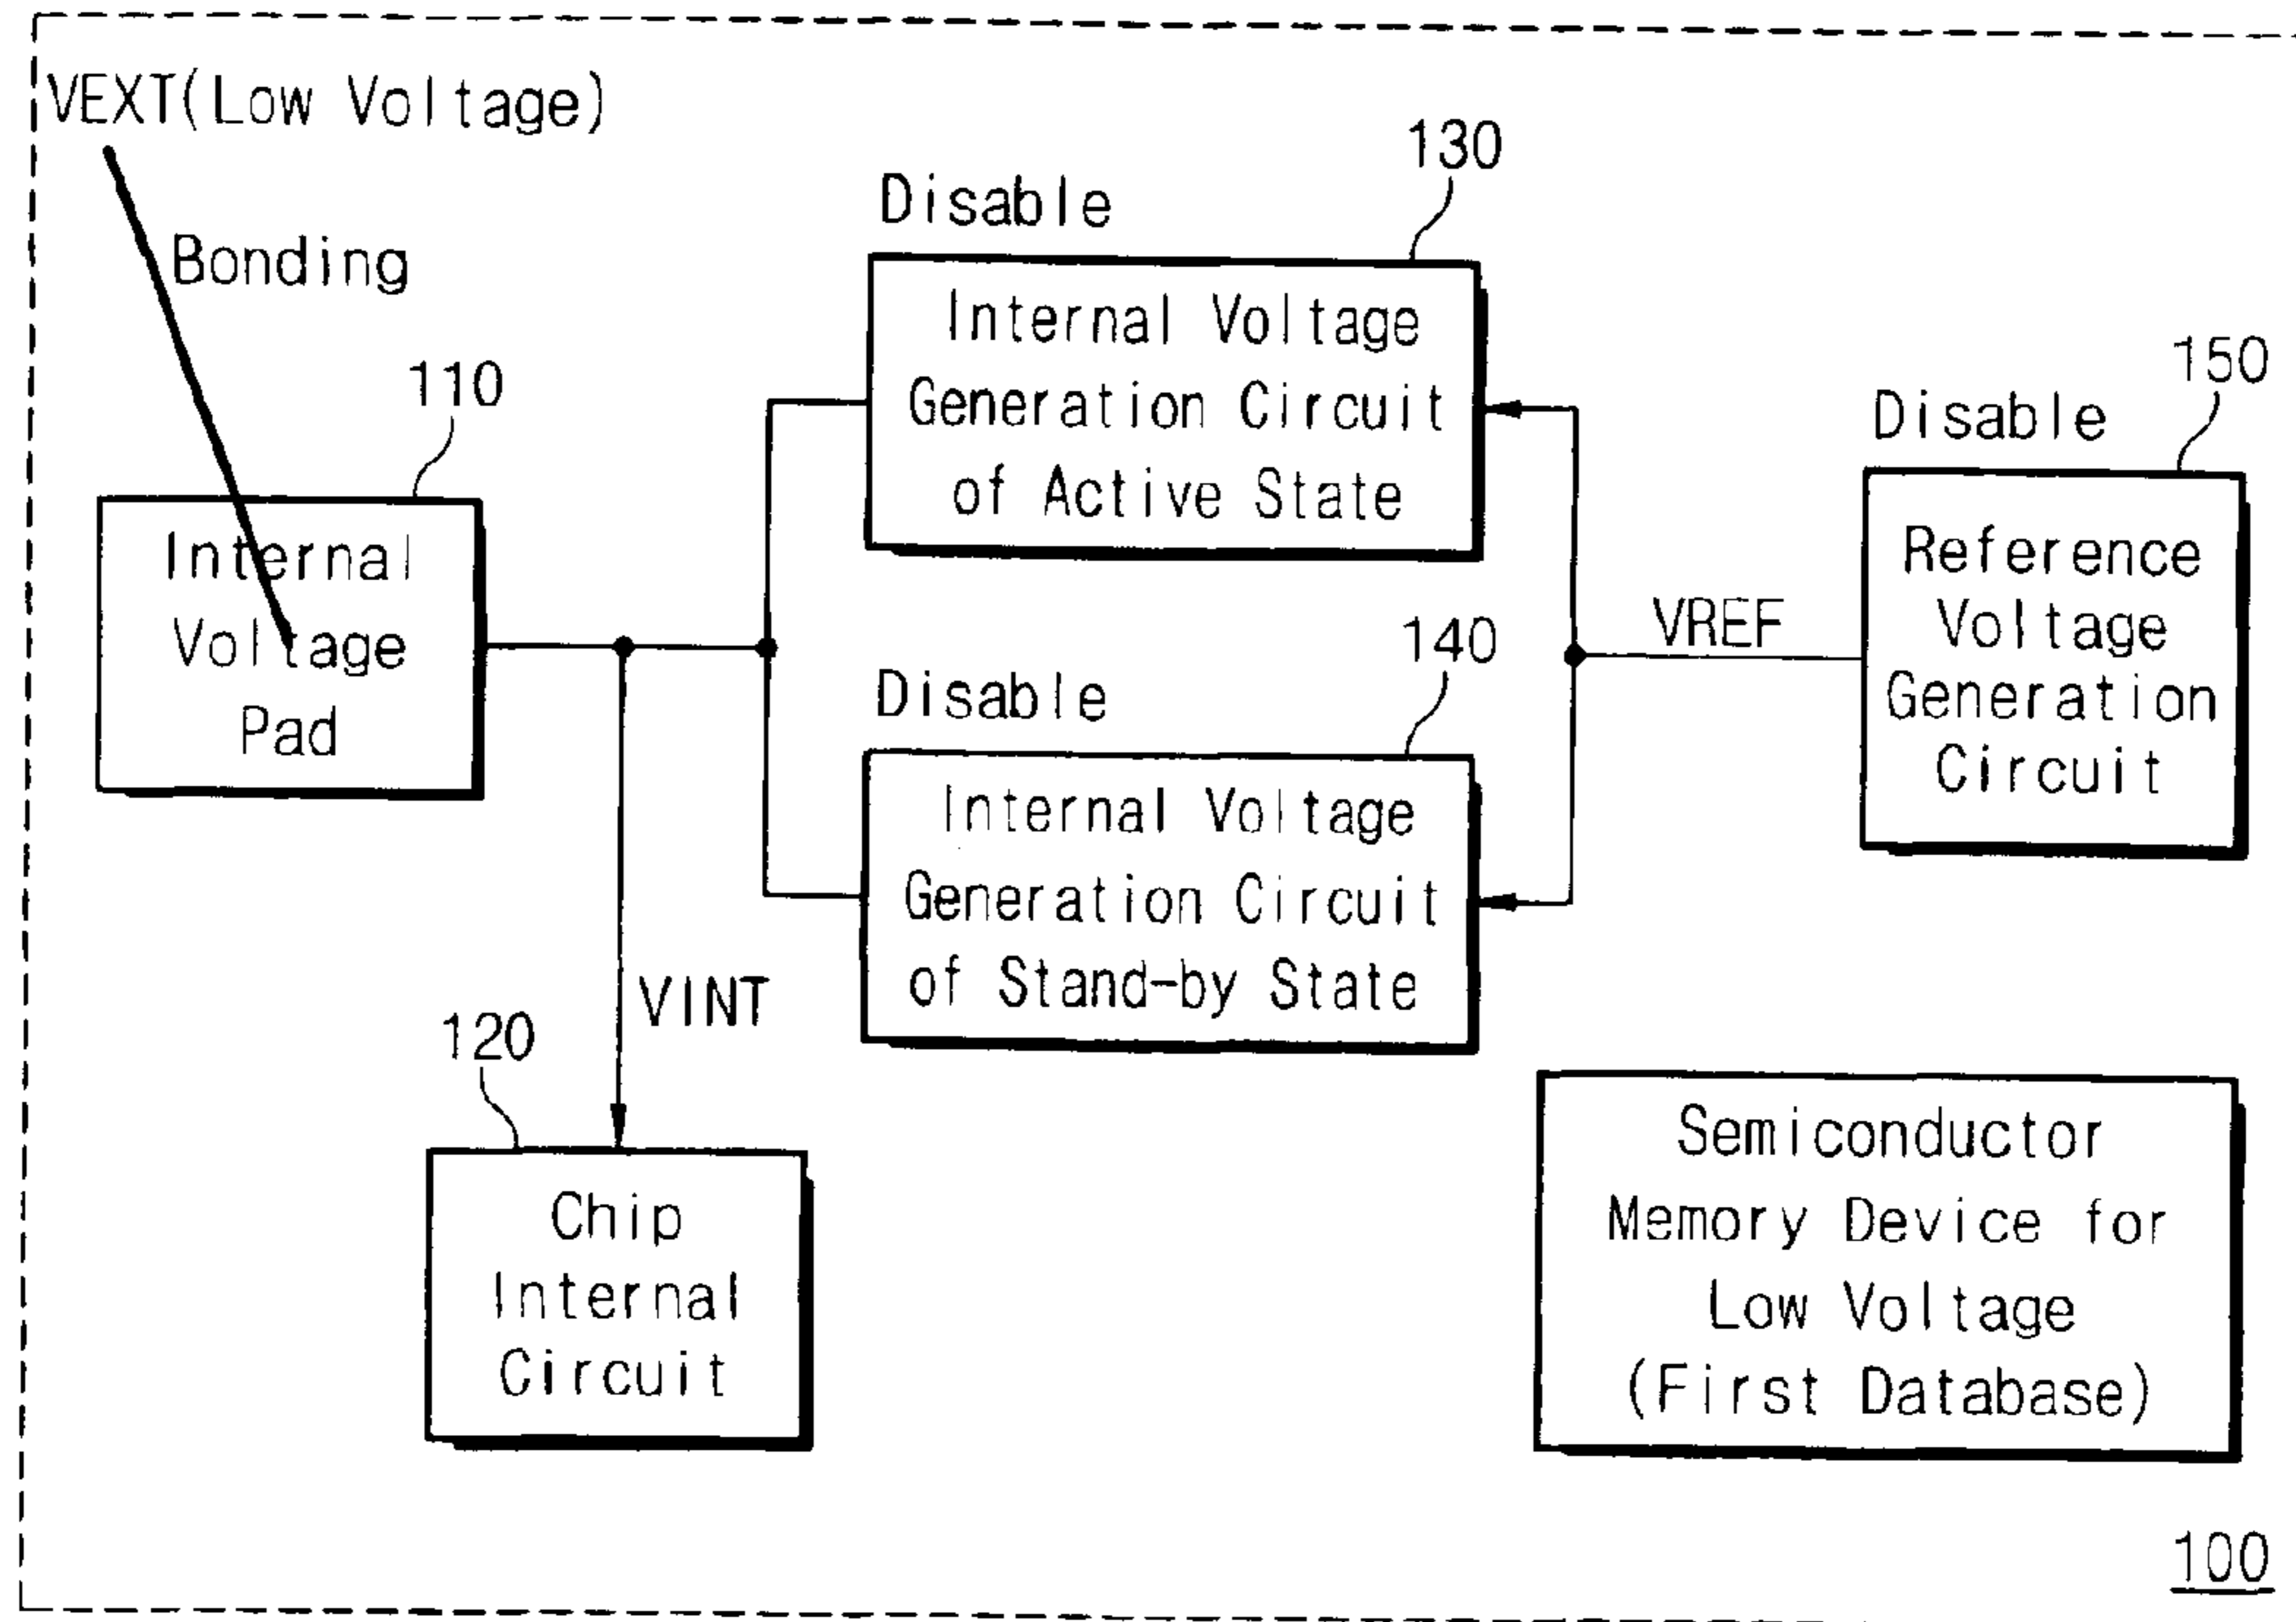 VEXT(Low Voltage)
Bonding
110
Internal
Voltage
Pad
130
Disable
Internal Voltage
Generation Circuit
of Active State
140
Disable
Internal Voltage
Generation Circuit
of Stand-by State
VREF
150
Disable
Reference
Voltage
Generation
Circuit
VINT
120
Chip
Internal
Circuit
Semiconductor
Memory Device for
Low Voltage
(First Database)
100